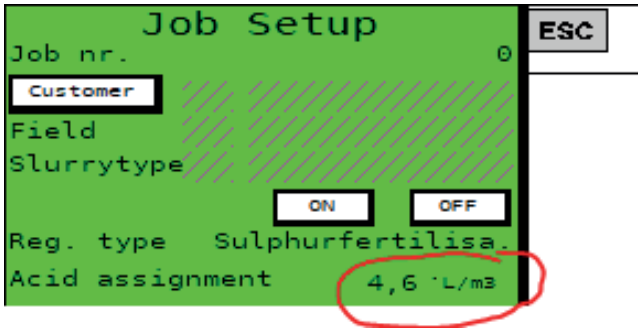 Job Setup
ESC
Job nr. 0
Customer
Field
Slurrytype
ON OFF
Reg. type Sulphurfertilisa.
Acid assignment 4,6 L/m3